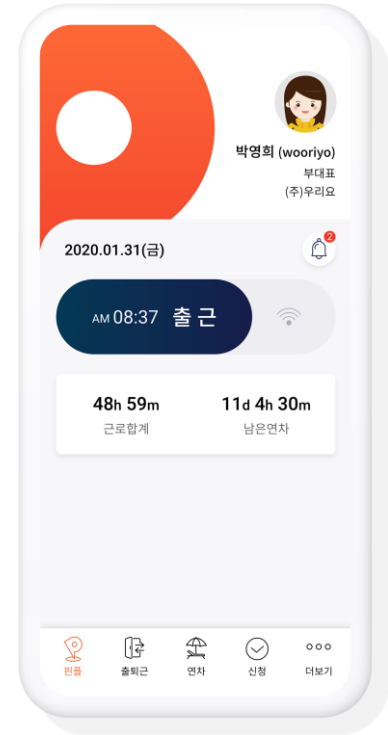 박영희 (wooriyo)
부대표
(주)우리요
2020.01.31(금)
2
AM 08:37 출근
48h 59m
근로합계
11d 4h 30m
남은연차
핀플
출퇴근
연차
신청
더보기